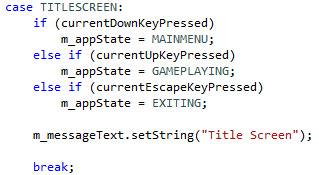 case TITLESCREEN:
if (currentDownKeyPressed)
m_appState = MAINMENU;
else if (currentUpKeyPressed)
m_appState = GAMEPLAYING;
else if (currentEscapeKeyPressed)
m_appState = EXITING;
m_messageText.setString("Title Screen");
break;